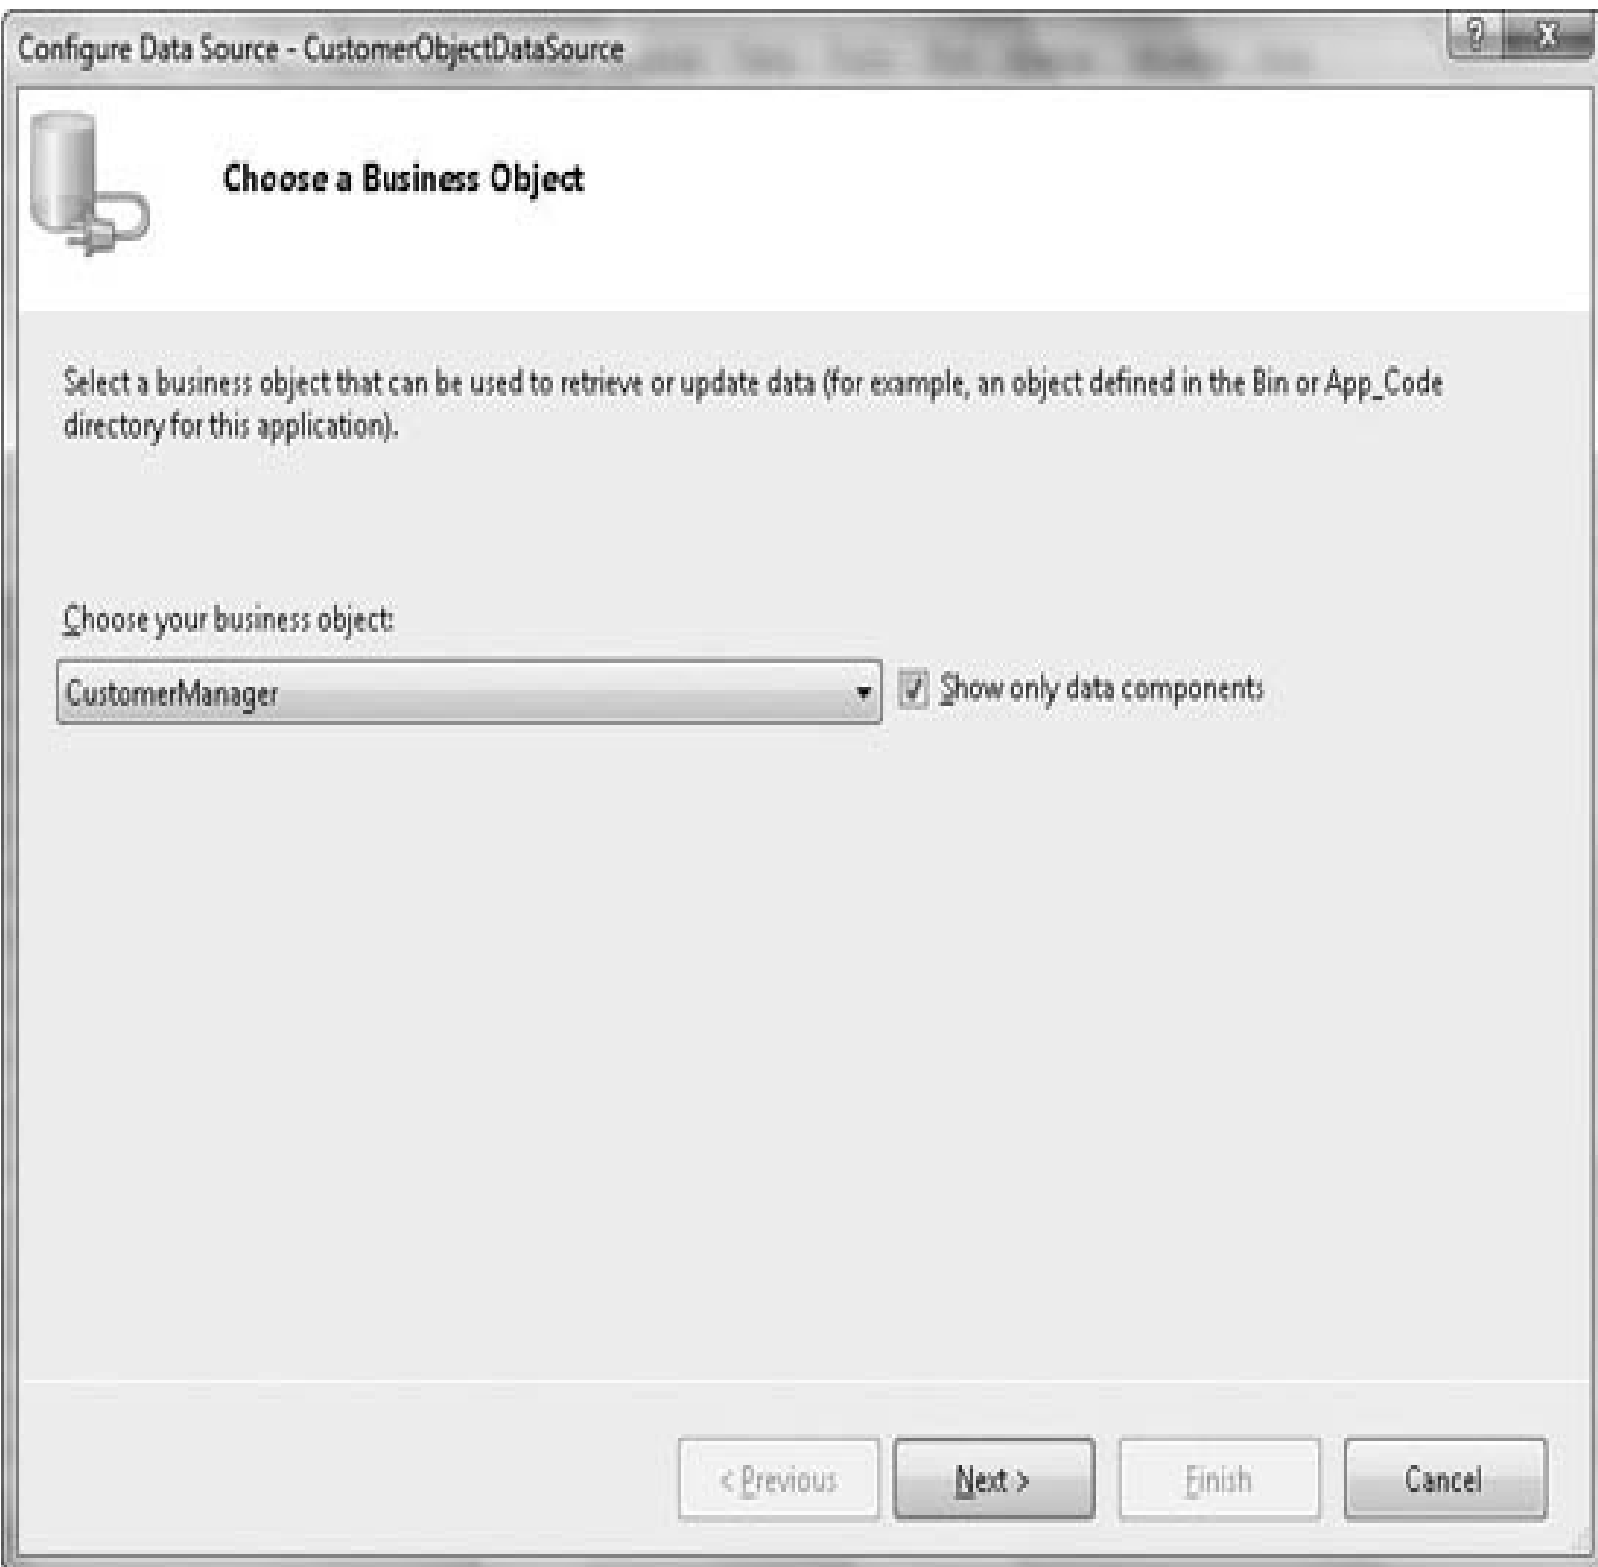 Configure Data Source - CustomerObjectDataSource
? X
Choose a Business Object
Select a business object that can be used to retrieve or update data (for example, an object defined in the Bin or App_Code
directory for this application).
Choose your business object:
CustomerManager
Show only data components
< Previous
Next >
Finish
Cancel